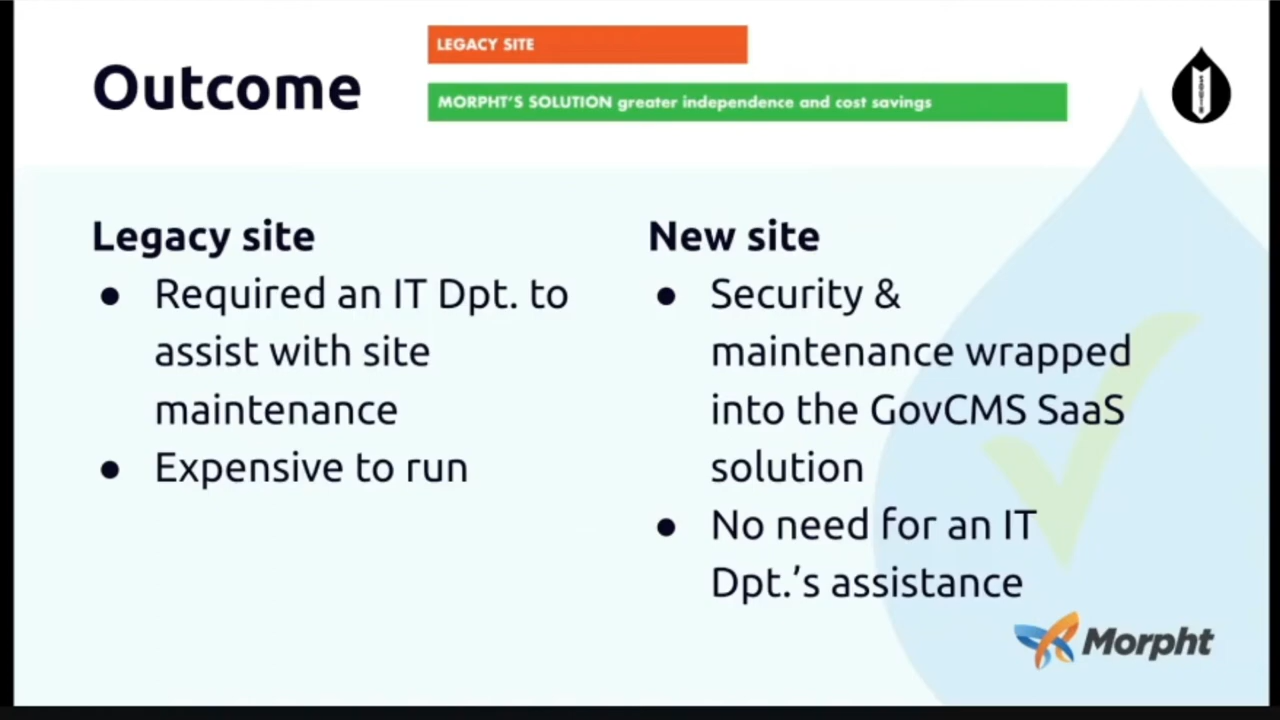 Outcome
LEGACY SITE
MORPHT'S SOLUTION greater independence and cost savings
Legacy site
● Required an IT Dpt. to
assist with site
maintenance
● Expensive to run
New site
● Security &
maintenance wrapped
into the GovCMS SaaS
solution
● No need for an IT
Dpt.'s assistance
Morpht